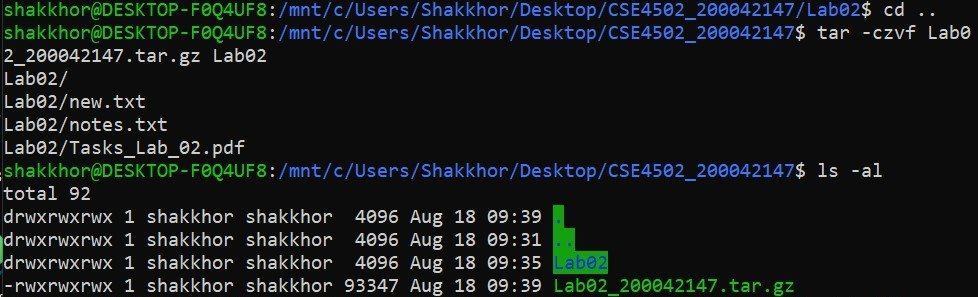 shakkhor@DESKTOP-F0Q4UF8:/mnt/c/Users/Shakkhor/Desktop/CSE4502_200042147/Lab02$ cd ..
shakkhor@DESKTOP-F0Q4UF8:/mnt/c/Users/Shakkhor/Desktop/CSE4502_200042147$ tar -czvf Lab0
2_200042147.tar.gz Lab02
Lab02/
Lab02/new.txt
Lab02/notes.txt
Lab02/Tasks_Lab_02.pdf
shakkhor@DESKTOP-F0Q4UF8:/mnt/c/Users/Shakkhor/Desktop/CSE4502_200042147$ ls -al
total 92
drwxrwxrwx 1 shakkhor shakkhor  4096 Aug 18 09:39 .
drwxrwxrwx 1 shakkhor shakkhor  4096 Aug 18 09:31 ..
drwxrwxrwx 1 shakkhor shakkhor  4096 Aug 18 09:35 Lab02
-rwxrwxrwx 1 shakkhor shakkhor 93347 Aug 18 09:39 Lab02_200042147.tar.gz